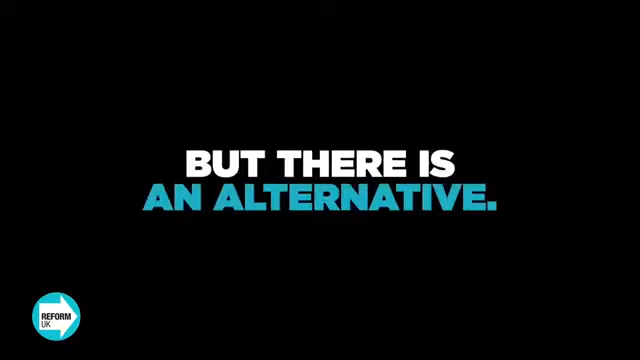 BUT THERE IS
AN ALTERNATIVE.
REFORM
UK